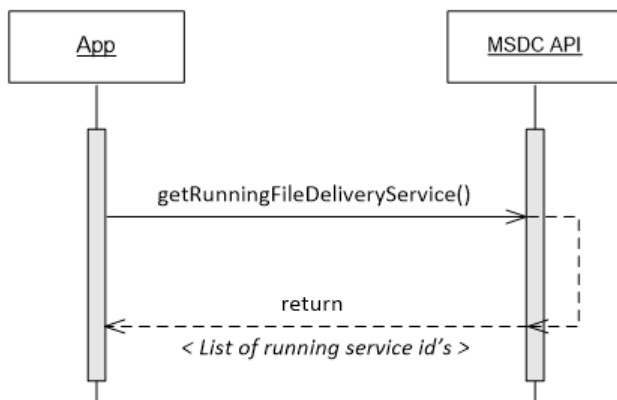 App
MSDC API
getRunningFileDeliveryService()
return
< List of running service id's >